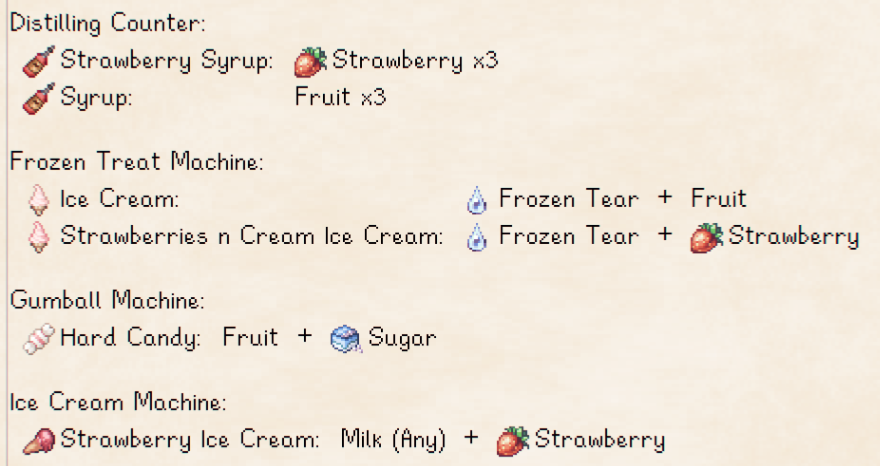 Distilling Counter:
Strawberry Syrup: Strawberry x3
Syrup: Fruit x3
Frozen Treat Machine:
Ice Cream: Frozen Tear + Fruit
Strawberries n Cream Ice Cream: Frozen Tear + Strawberry
Gumball Machine:
Hard Candy: Fruit + Sugar
Ice Cream Machine:
Strawberry Ice Cream: Milk (Any) + Strawberry